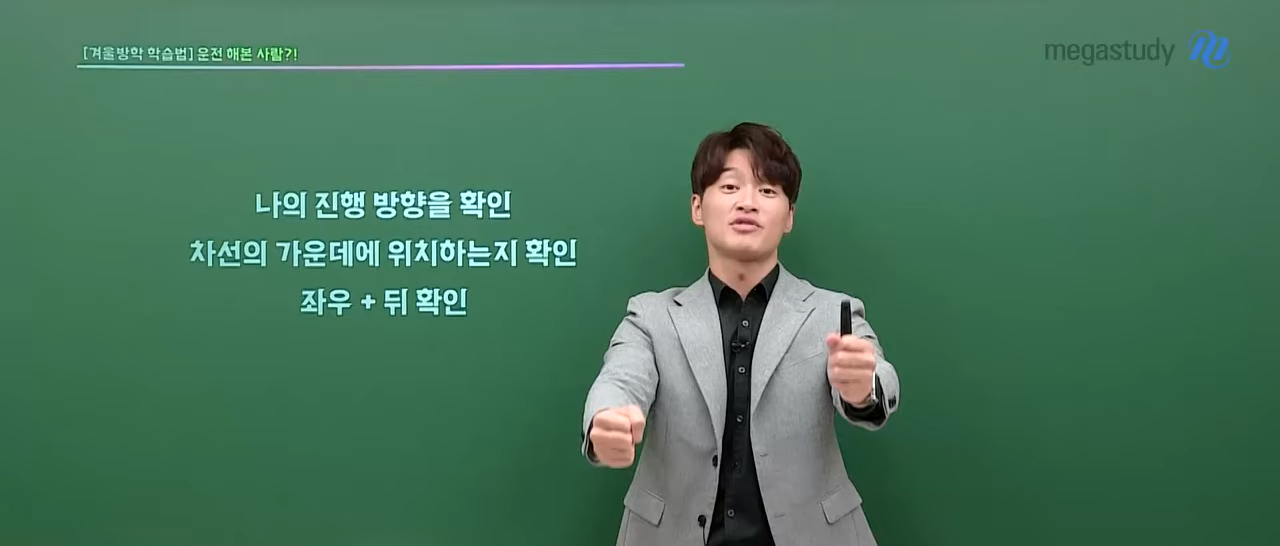 [겨울방학 학습법] 운전 해본 사람?!
megastudy
나의 진행 방향을 확인
차선의 가운데에 위치하는지 확인
좌우 + 뒤 확인